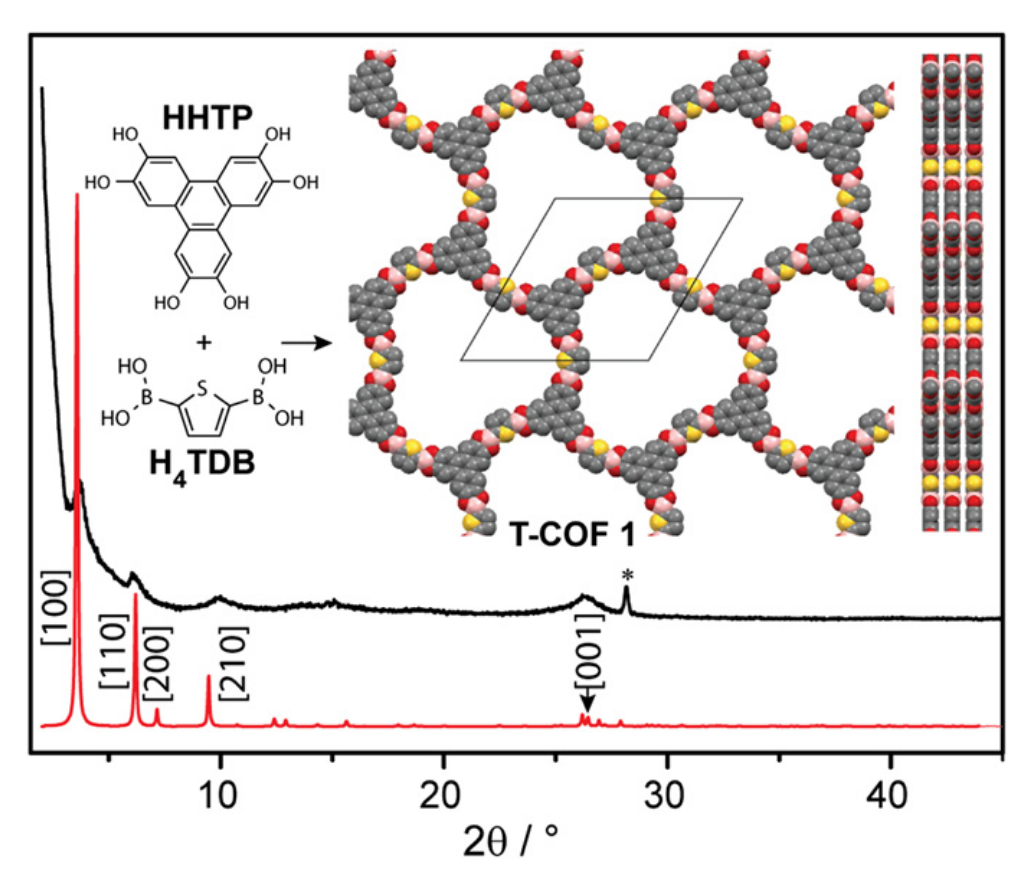 HHTP
HO
OH
HO
OH
HO
OH
+
HO
OH
B
S
B
HO
OH
H₄TDB
T-COF 1
*
[100]
[110]
[200]
[210]
[001]
10
20
30
40
2θ / °